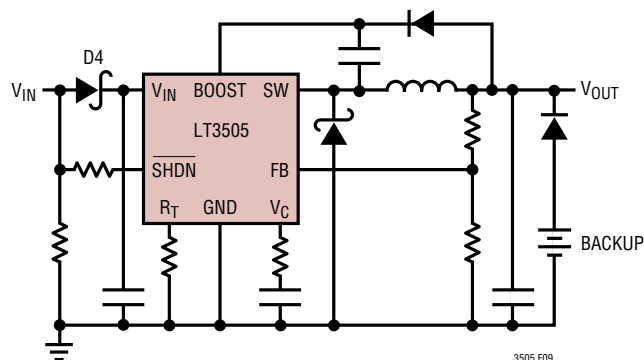 D4
VIN
VIN BOOST SW
VOUT
LT3505
SHDN FB
RT GND VC
BACKUP
3505 F09